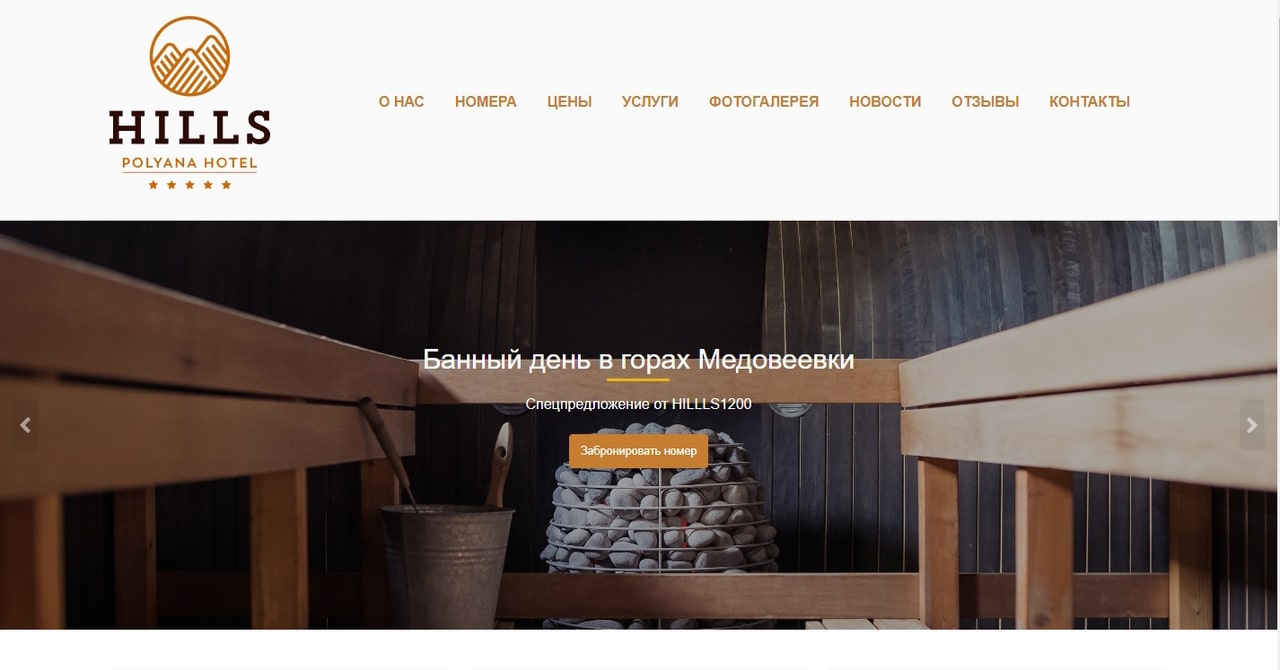 HILLS
POLYANA HOTEL
О НАС НОМЕРА ЦЕНЫ УСЛУГИ ФОТОГАЛЕРЕЯ НОВОСТИ ОТЗЫВЫ КОНТАКТЫ
Банный день в горах Медовеевки
Спецпредложение от HILLLS1200
Забронировать номер